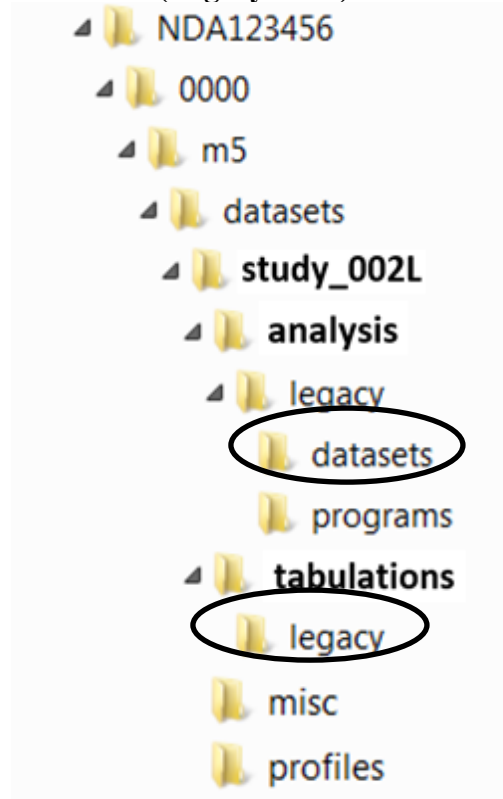 NDA123456
0000
m5
datasets
study_002L
analysis
legacy
datasets
programs
tabulations
legacy
misc
profiles